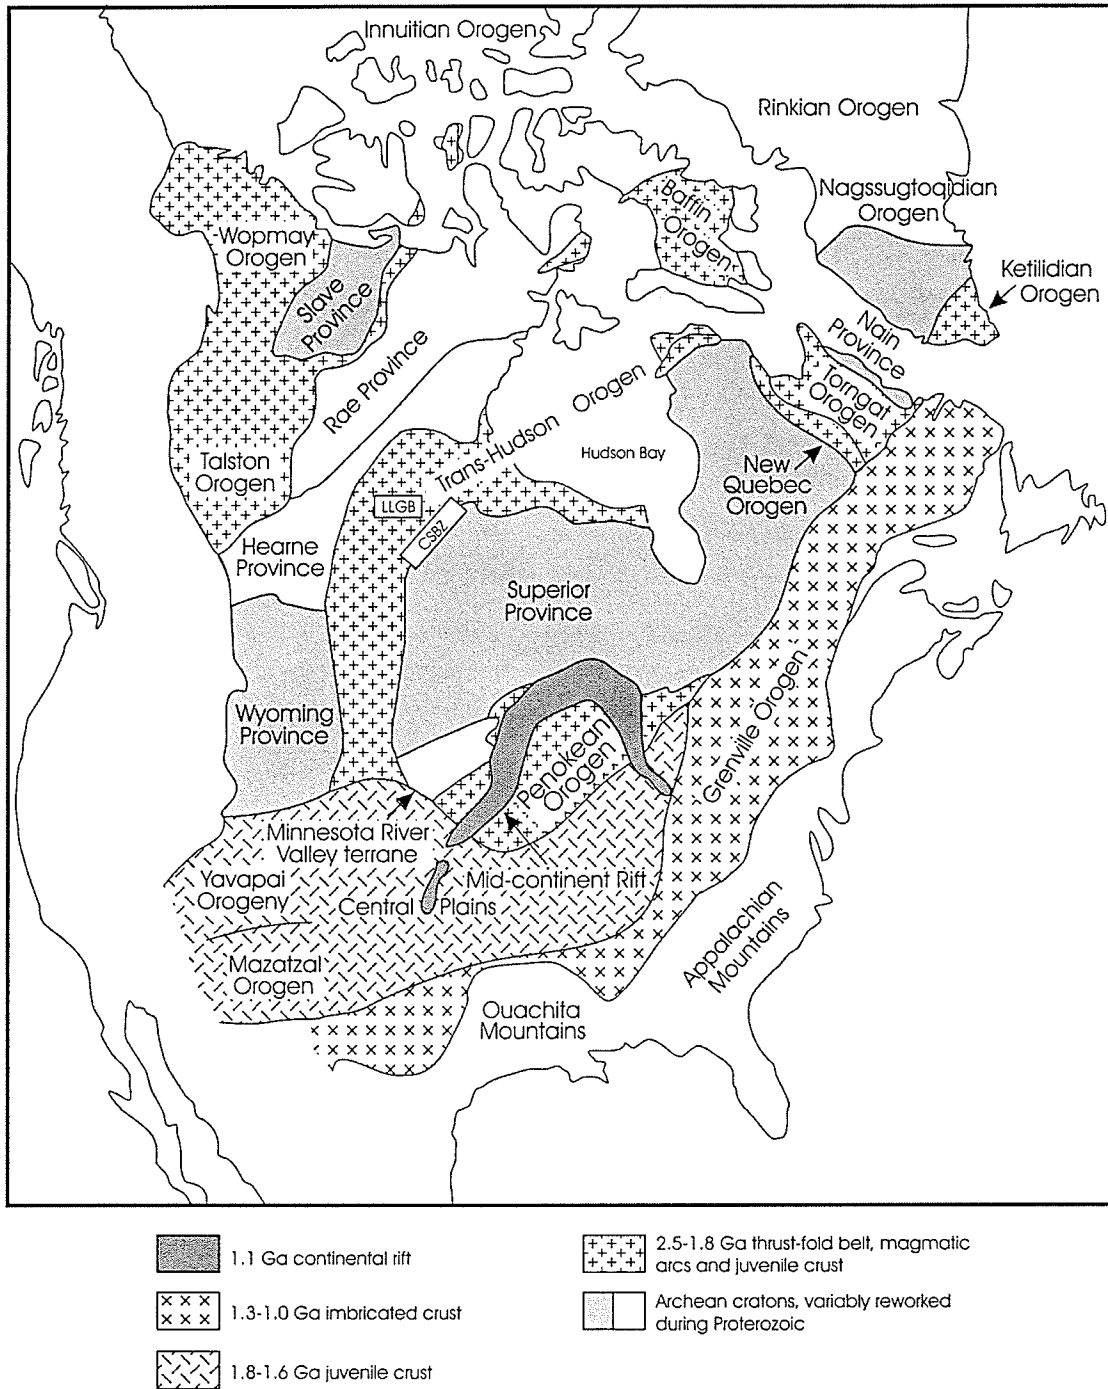 Innuitian Orogen
Rinkian Orogen
Nagssugtoqidian
Orogen
Baffin
Orogen
Wopmay
Orogen
Ketilidian
Orogen
Slave
Province
Nain
Province
Rae Province
Torngat
Orogen
Trans-Hudson Orogen
Hudson Bay
Talston
Orogen
New
Quebec
Orogen
LLGB
CSBZ
Hearne
Province
Superior
Province
Wyoming
Province
Grenville Orogen
Penokean
Orogen
Minnesota River
Valley terrane
Mid-continent Rift
Yavapai
Orogeny
Central Plains
Appalachian
Mountains
Mazatzal
Orogen
Ouachita
Mountains
1.1 Ga continental rift
1.3-1.0 Ga imbricated crust
1.8-1.6 Ga juvenile crust
2.5-1.8 Ga thrust-fold belt, magmatic
arcs and juvenile crust
Archean cratons, variably reworked
during Proterozoic